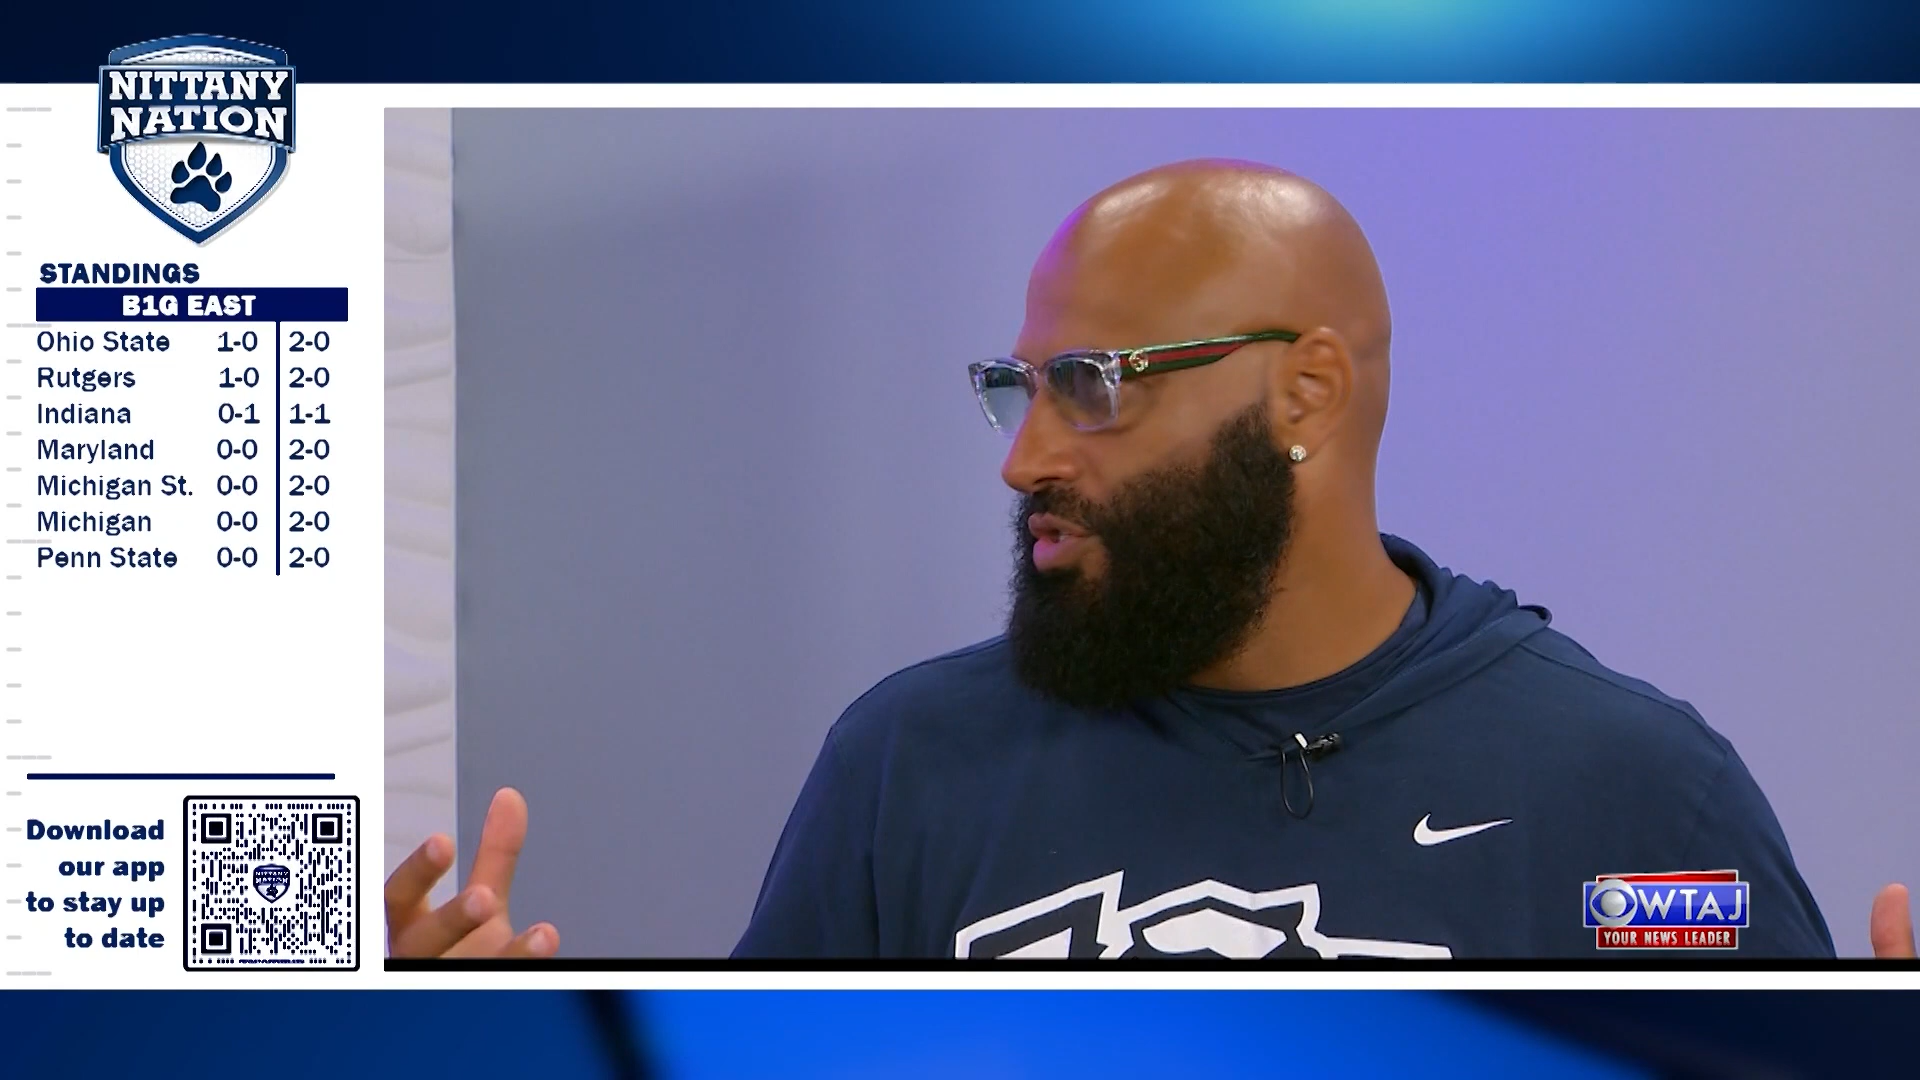 NITTANY
NATION
STANDINGS
B1G EAST
Ohio State 1-0 2-0
Rutgers 1-0 2-0
Indiana 0-1 1-1
Maryland 0-0 2-0
Michigan St. 0-0 2-0
Michigan 0-0 2-0
Penn State 0-0 2-0
Download
our app
to stay up
to date
NITTANY
NATION
WTAJ
YOUR NEWS LEADER